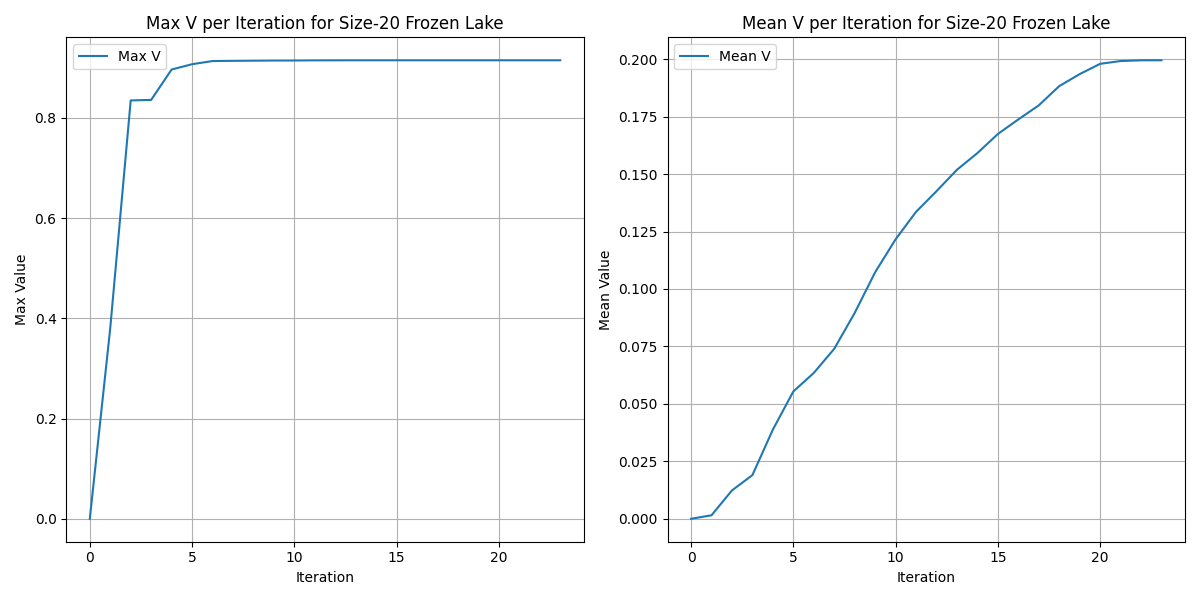 Max V per Iteration for Size-20 Frozen Lake
Max V
Max Value
0.8
0.6
0.4
0.2
0.0
0 5 10 15 20
Iteration
Mean V per Iteration for Size-20 Frozen Lake
Mean V
Mean Value
0.200
0.175
0.150
0.125
0.100
0.075
0.050
0.025
0.000
0 5 10 15 20
Iteration